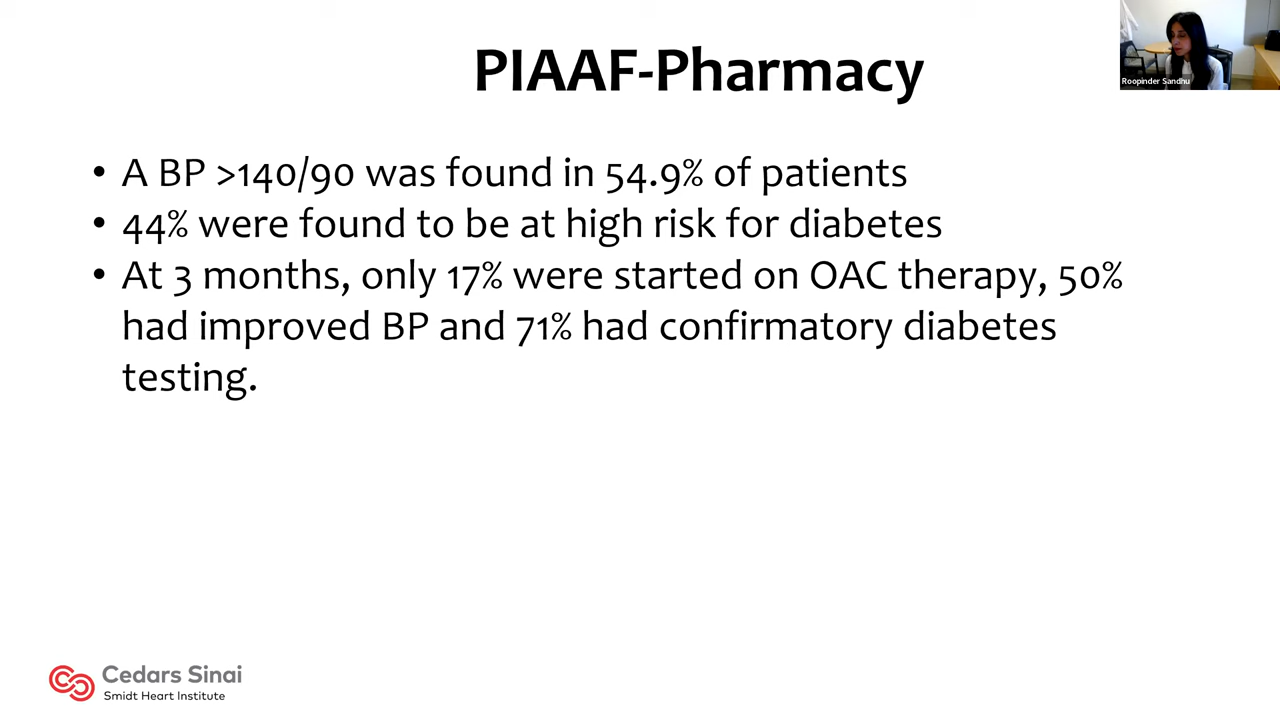 PIAAF-Pharmacy
Roopinder Sandhu
• A BP >140/90 was found in 54.9% of patients
• 44% were found to be at high risk for diabetes
• At 3 months, only 17% were started on OAC therapy, 50%
had improved BP and 71% had confirmatory diabetes
testing.
Cedars Sinai
Smidt Heart Institute